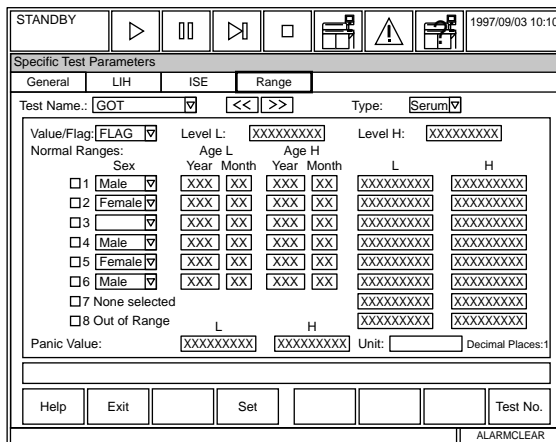 STANDBY
1997/09/03 10:10
Specific Test Parameters
General LIH ISE Range
Test Name.: GOT << >> Type: Serum
Value/Flag: FLAG Level L: XXXXXXXXX Level H: XXXXXXXXX
Normal Ranges: Age L Age H
Sex Year Month Year Month L H
1 Male XXX XX XXX XX XXXXXXXXX XXXXXXXXX
2 Female XXX XX XXX XX XXXXXXXXX XXXXXXXXX
3 XXX XX XXX XX XXXXXXXXX XXXXXXXXX
4 Male XXX XX XXX XX XXXXXXXXX XXXXXXXXX
5 Female XXX XX XXX XX XXXXXXXXX XXXXXXXXX
6 Male XXX XX XXX XX XXXXXXXXX XXXXXXXXX
7 None selected XXXXXXXXX XXXXXXXXX
8 Out of Range XXXXXXXXX XXXXXXXXX
L H
Panic Value: XXXXXXXXX XXXXXXXXX Unit: Decimal Places:1
Help Exit Set Test No.
ALARMCLEAR